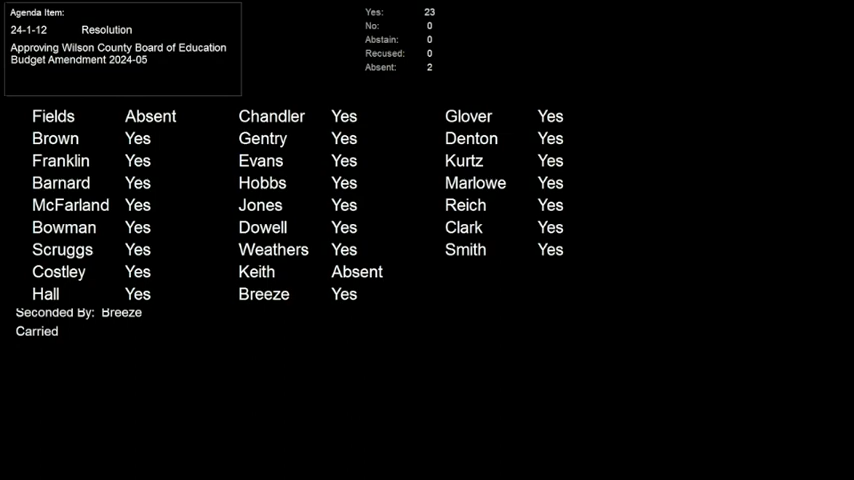 Agenda Item:
24-1-12 Resolution
Approving Wilson County Board of Education
Budget Amendment 2024-05
Yes: 23
No: 0
Abstain: 0
Recused: 0
Absent: 2
Fields Absent Chandler Yes Glover Yes
Brown Yes Gentry Yes Denton Yes
Franklin Yes Evans Yes Kurtz Yes
Barnard Yes Hobbs Yes Marlowe Yes
McFarland Yes Jones Yes Reich Yes
Bowman Yes Dowell Yes Clark Yes
Scruggs Yes Weathers Yes Smith Yes
Costley Yes Keith Absent
Hall Yes Breeze Yes
Seconded By: Breeze
Carried